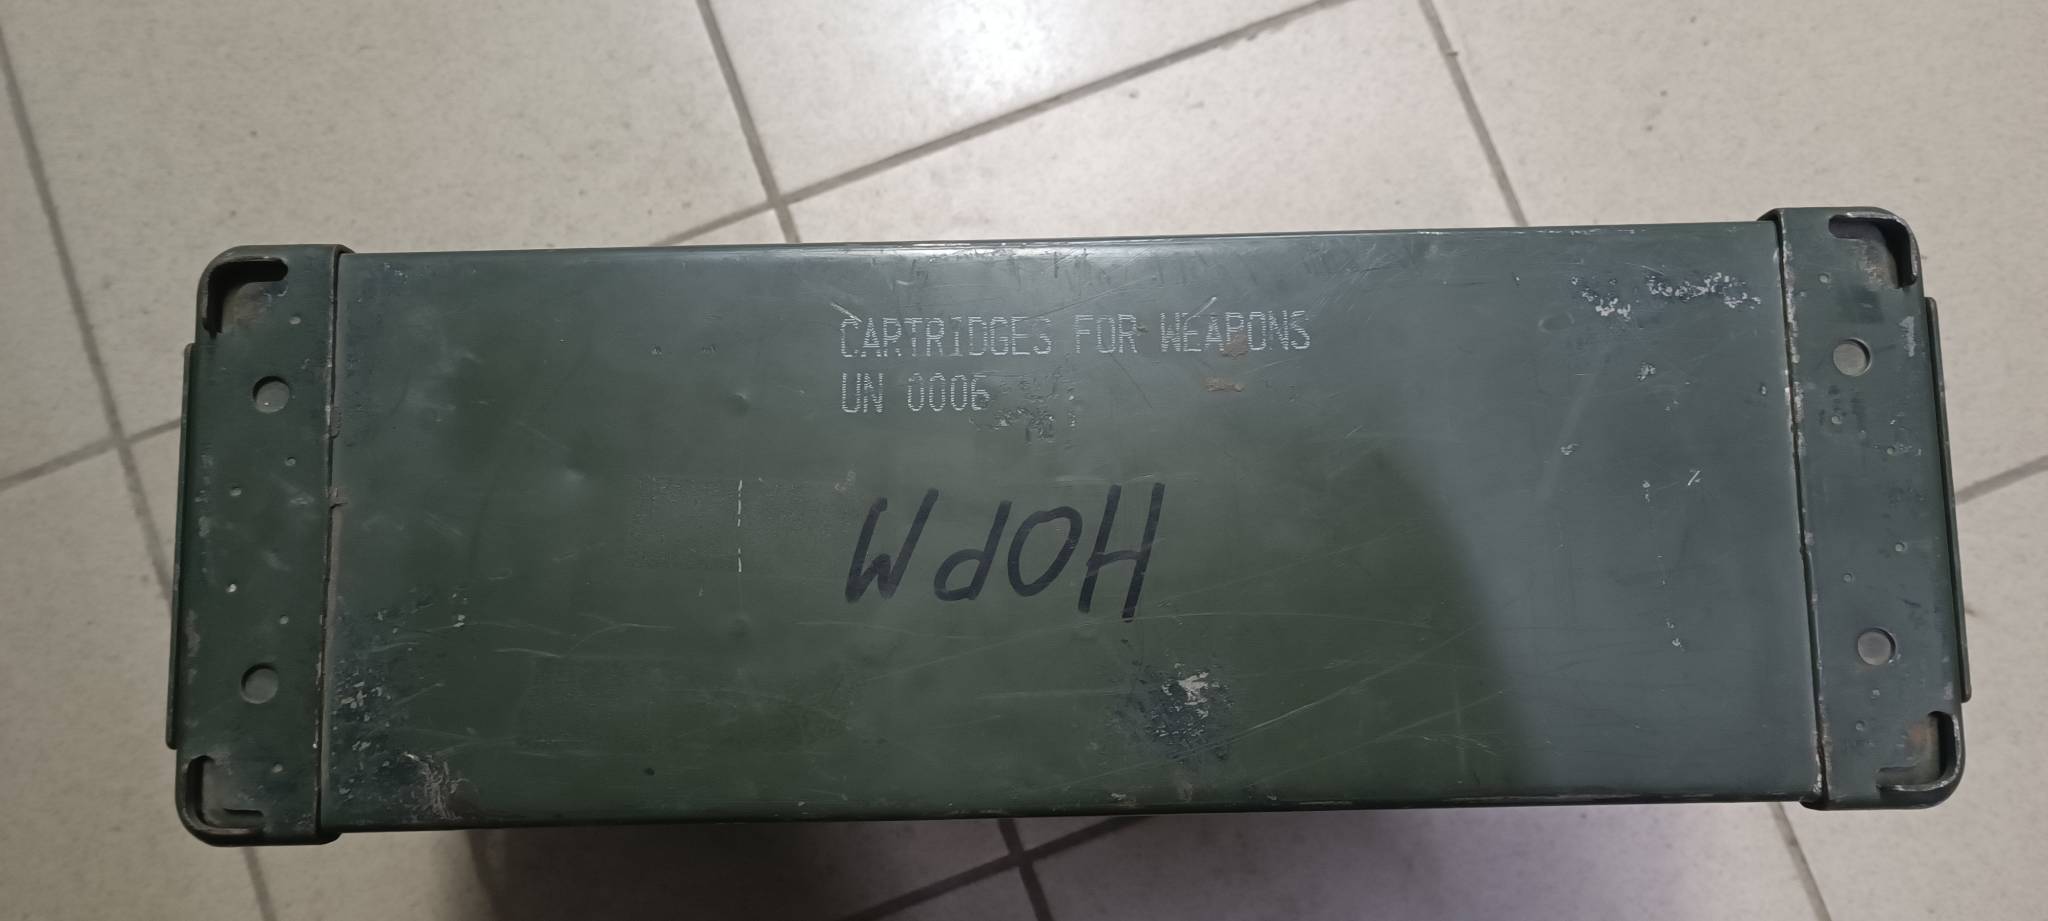 CARTRIDGES FOR WEAPONS
UN 0006
НОРМ